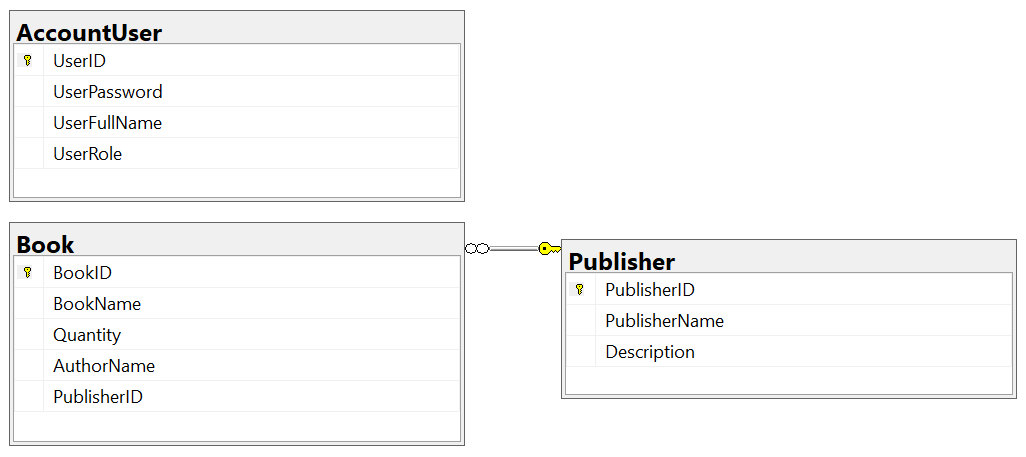 AccountUser
UserID
UserPassword
UserFullName
UserRole
Book
BookID
BookName
Quantity
AuthorName
PublisherID
Publisher
PublisherID
PublisherName
Description